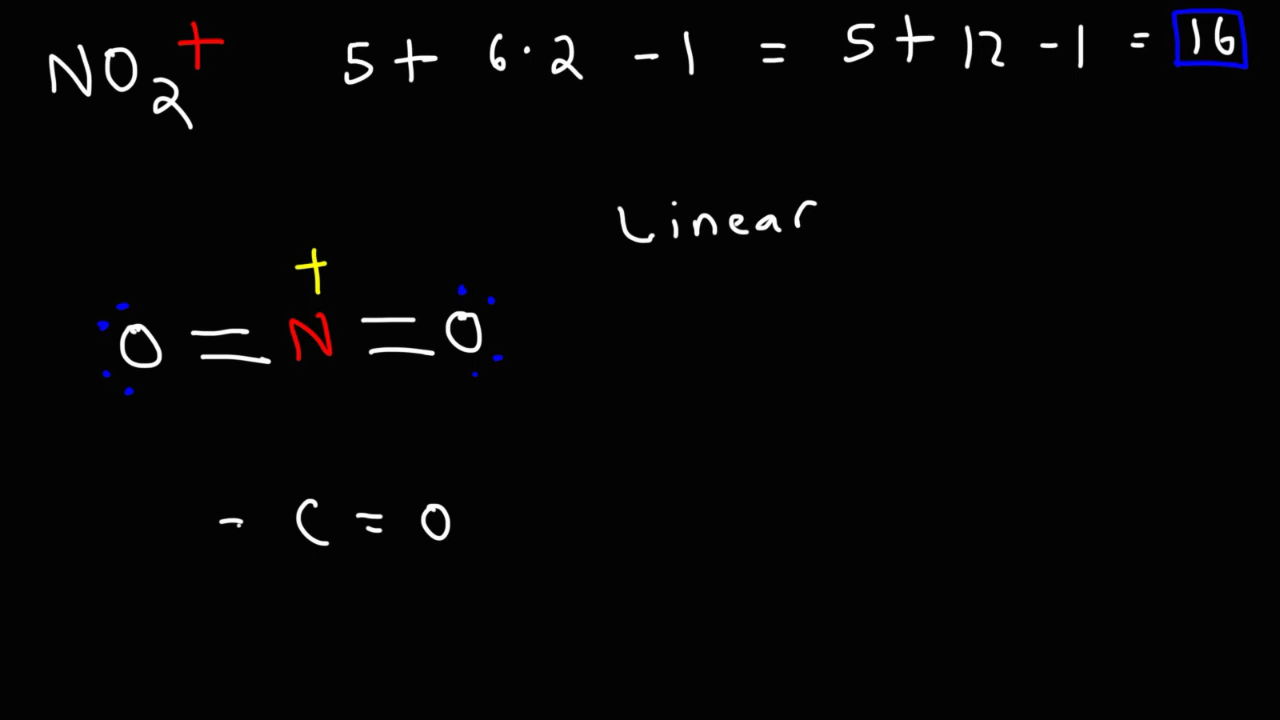 NO₂⁺ 5 + 6·2 - 1 = 5 + 12 - 1 = 16
Linear
+
O = N = O
- C = O